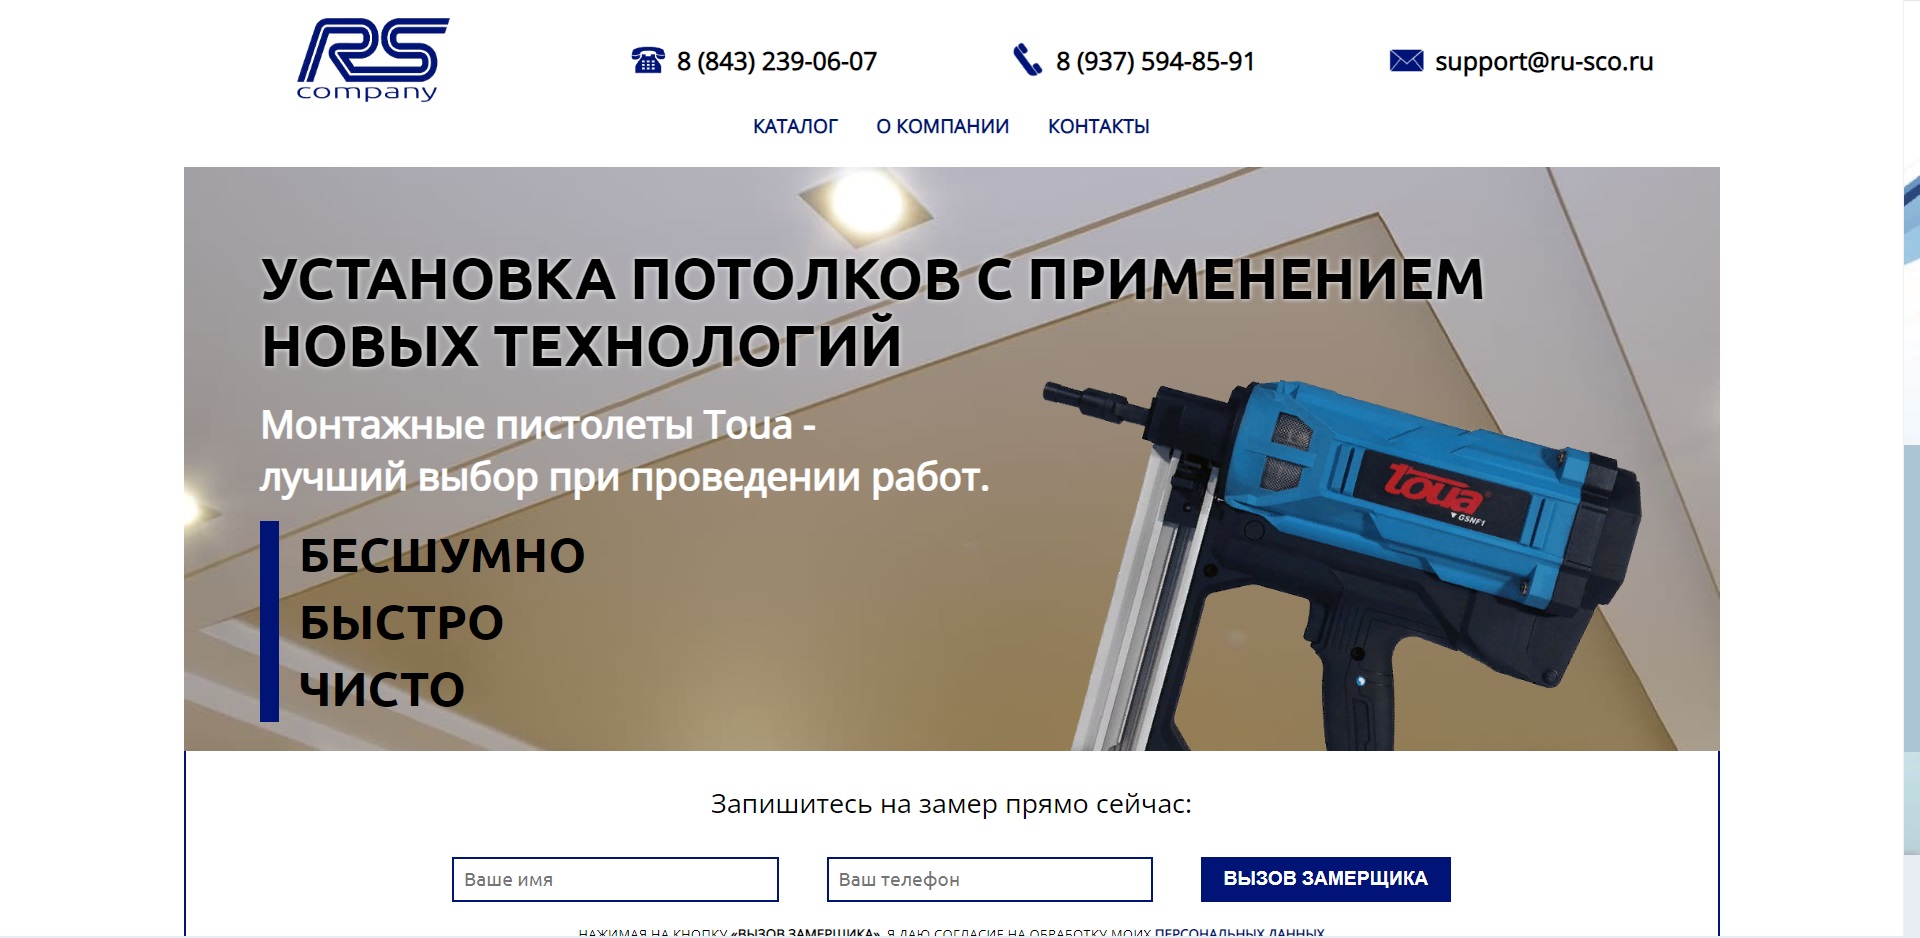 RS
company
8 (843) 239-06-07
8 (937) 594-85-91
support@ru-sco.ru
КАТАЛОГ
О КОМПАНИИ
КОНТАКТЫ
УСТАНОВКА ПОТОЛКОВ С ПРИМЕНЕНИЕМ
НОВЫХ ТЕХНОЛОГИЙ
Монтажные пистолеты Toua -
лучший выбор при проведении работ.
toua
GSNF1
БЕСШУМНО
БЫСТРО
ЧИСТО
Запишитесь на замер прямо сейчас:
Ваше имя
Ваш телефон
ВЫЗОВ ЗАМЕРЩИКА
НАЖИМАЯ НА КНОПКУ «ВЫЗОВ ЗАМЕРЩИКА», Я ДАЮ СОГЛАСИЕ НА ОБРАБОТКУ МОИХ ПЕРСОНАЛЬНЫХ ДАННЫХ